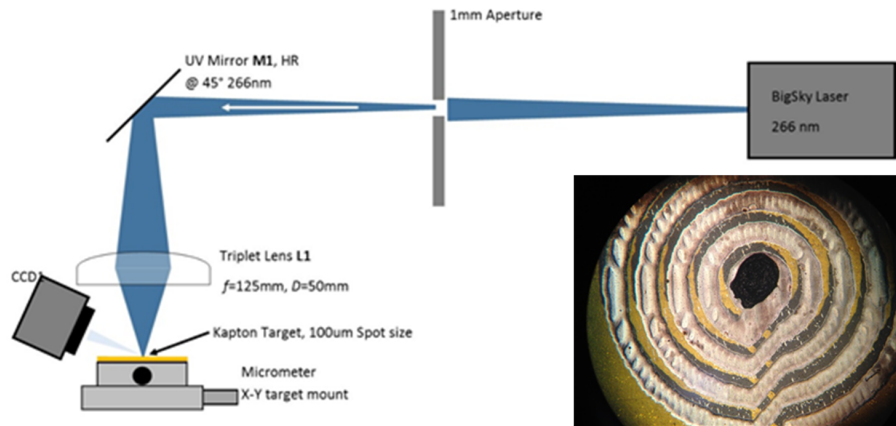 1mm Aperture
UV Mirror M1, HR
@ 45° 266nm
BigSky Laser
266 nm
Triplet Lens L1
f=125mm, D=50mm
CCD1
Kapton Target, 100um Spot size
Micrometer
X-Y target mount